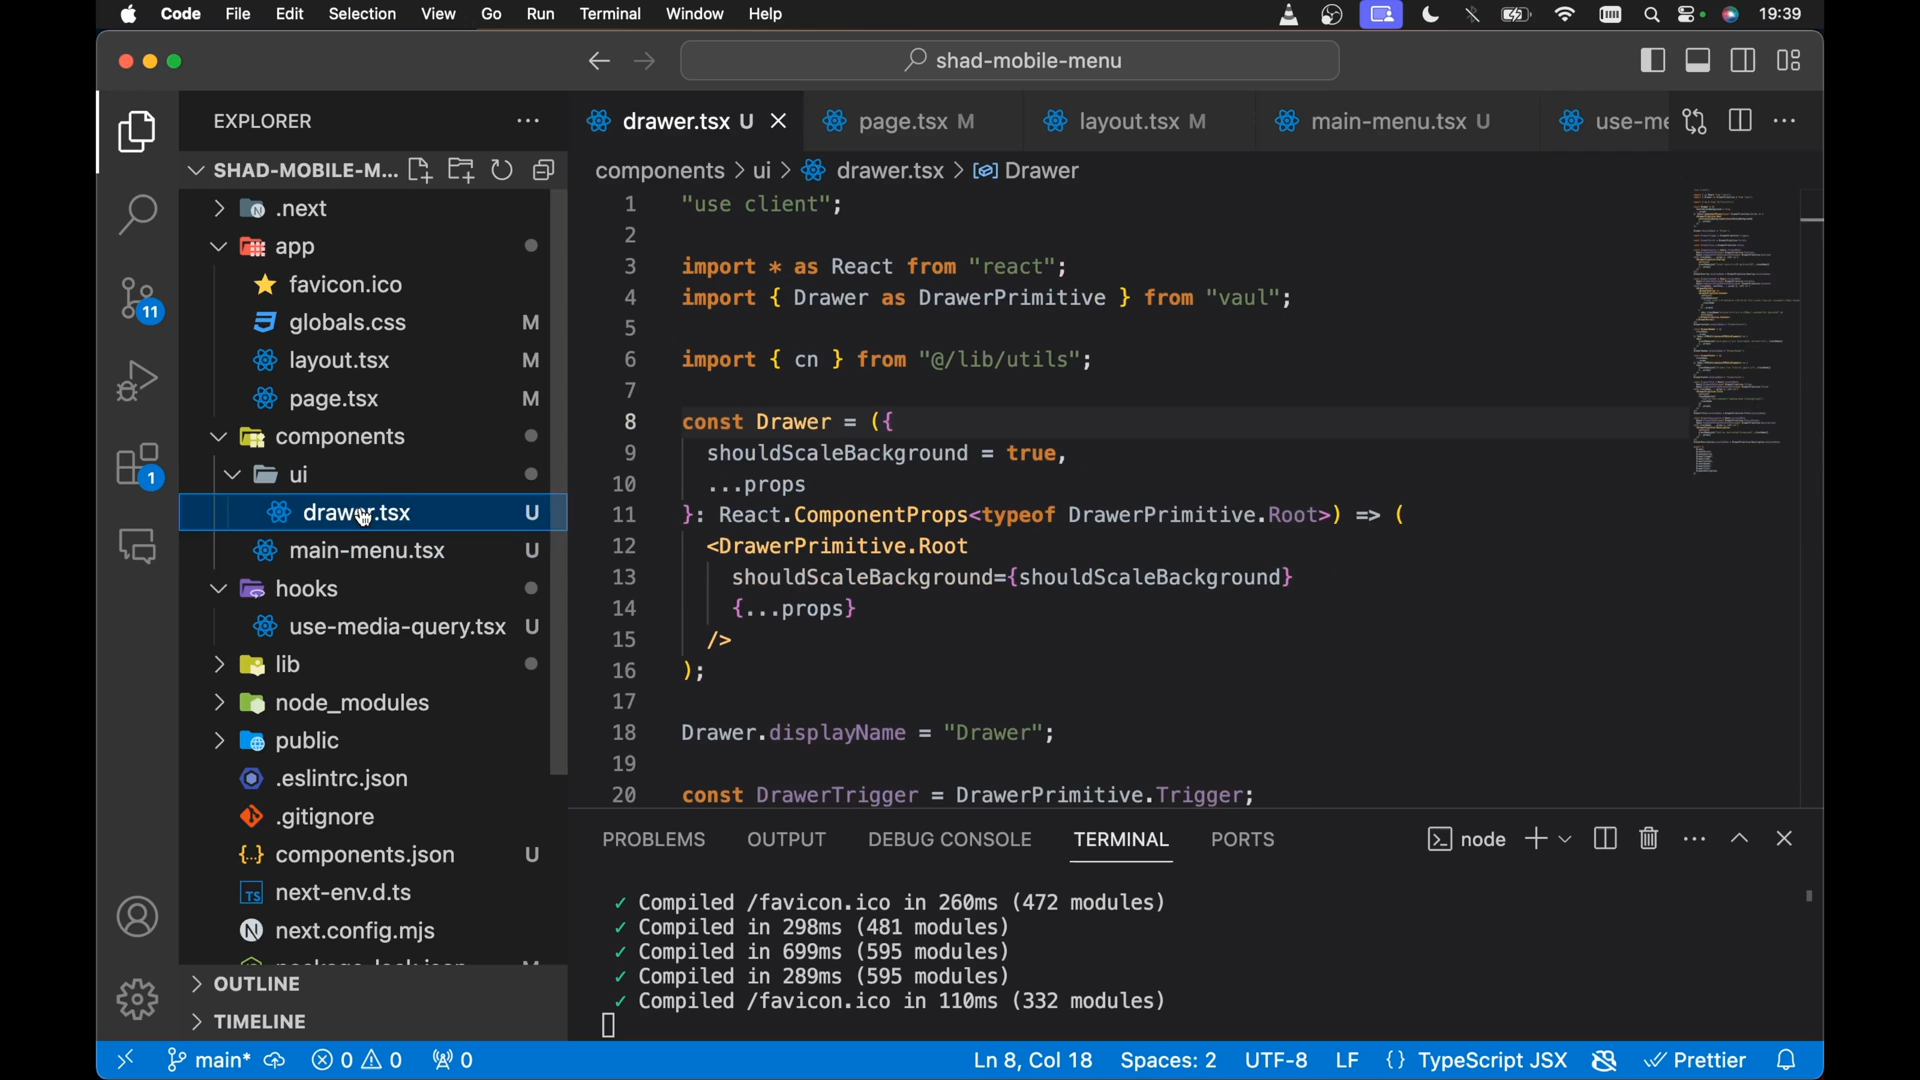 Code File Edit Selection View Go Run Terminal Window Help 19:39
shad-mobile-menu
EXPLORER
SHAD-MOBILE-M...
.next
app
favicon.ico
globals.css M
layout.tsx M
page.tsx M
components
ui
drawer.tsx U
main-menu.tsx U
hooks
use-media-query.tsx U
lib
node_modules
public
.eslintrc.json
.gitignore
components.json U
next-env.d.ts
next.config.mjs
OUTLINE
TIMELINE
11
1
drawer.tsx U page.tsx M layout.tsx M main-menu.tsx U use-me
components > ui > drawer.tsx > Drawer
1 "use client";
2
3 import * as React from "react";
4 import { Drawer as DrawerPrimitive } from "vaul";
5
6 import { cn } from "@/lib/utils";
7
8 const Drawer = ({
9 shouldScaleBackground = true,
10 ...props
11 }: React.ComponentProps<typeof DrawerPrimitive.Root>) => (
12 <DrawerPrimitive.Root
13 shouldScaleBackground={shouldScaleBackground}
14 {...props}
15 />
16 );
17
18 Drawer.displayName = "Drawer";
19
20 const DrawerTrigger = DrawerPrimitive.Trigger;
PROBLEMS OUTPUT DEBUG CONSOLE TERMINAL PORTS node
✓ Compiled /favicon.ico in 260ms (472 modules)
✓ Compiled in 298ms (481 modules)
✓ Compiled in 699ms (595 modules)
✓ Compiled in 289ms (595 modules)
✓ Compiled /favicon.ico in 110ms (332 modules)
main* 0 0 0 Ln 8, Col 18 Spaces: 2 UTF-8 LF {} TypeScript JSX Prettier